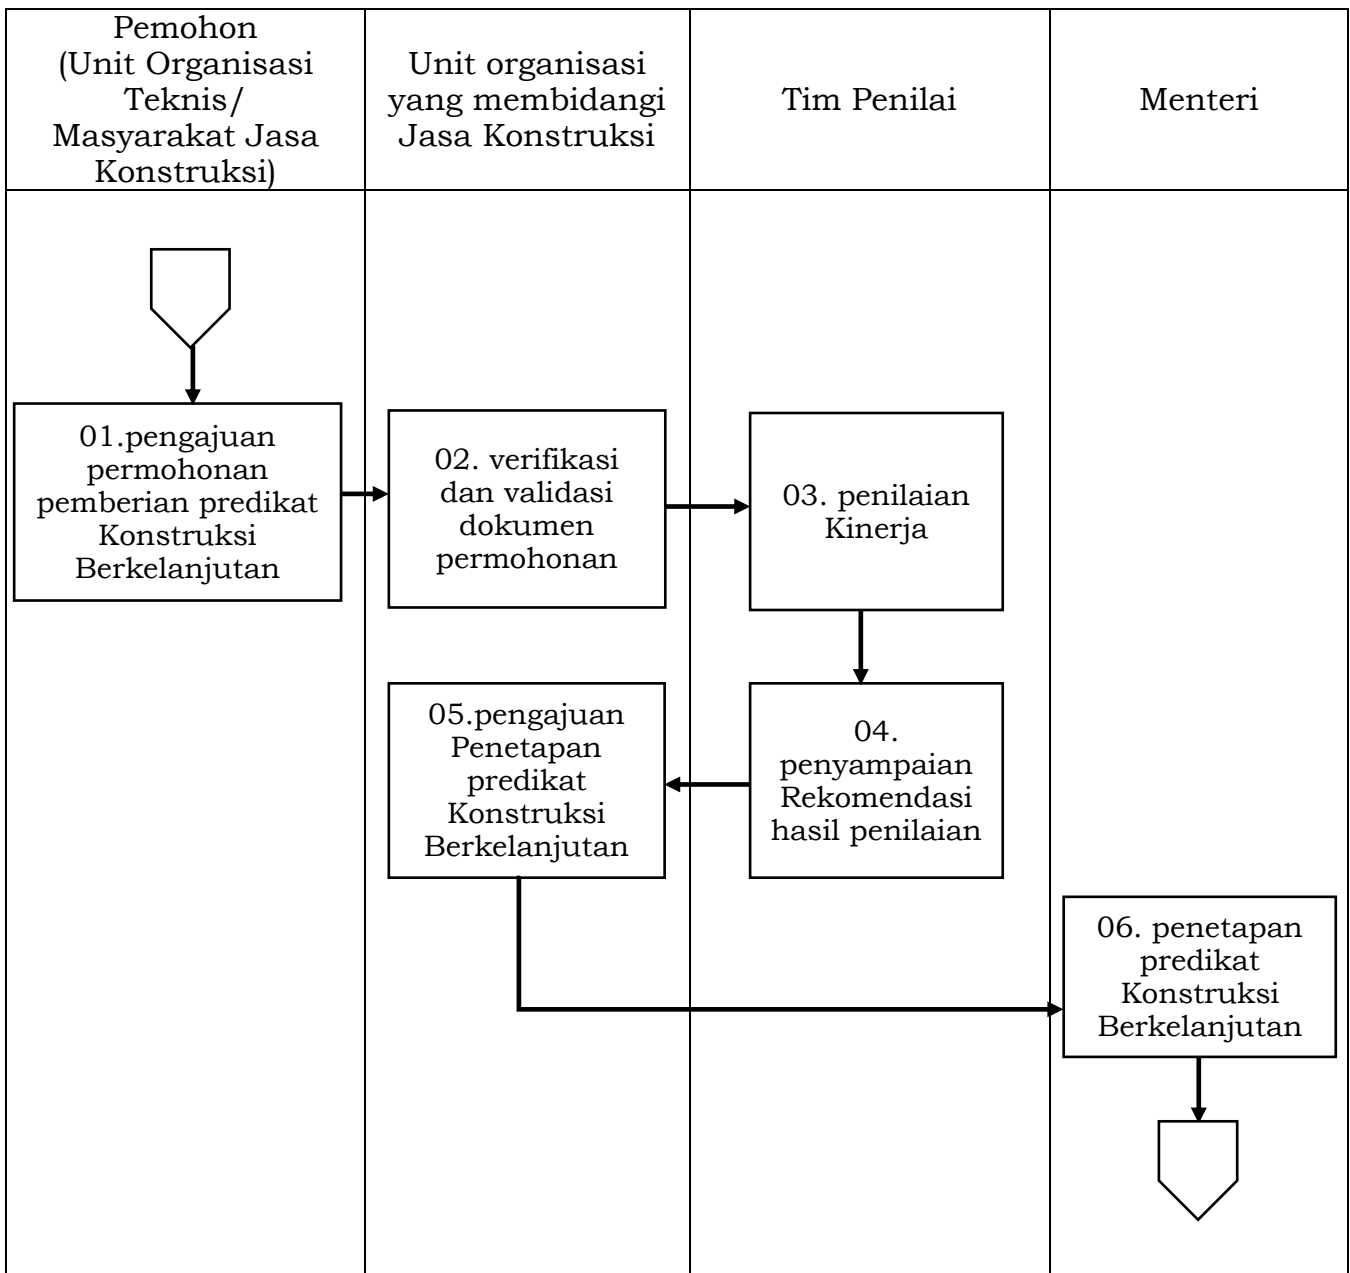 Pemohon
(Unit Organisasi
Teknis/
Masyarakat Jasa
Konstruksi)
Unit organisasi
yang membidangi
Jasa Konstruksi
Tim Penilai
Menteri
01.pengajuan
permohonan
pemberian predikat
Konstruksi
Berkelanjutan
02. verifikasi
dan validasi
dokumen
permohonan
03. penilaian
Kinerja
04.
penyampaian
Rekomendasi
hasil penilaian
05.pengajuan
Penetapan
predikat
Konstruksi
Berkelanjutan
06. penetapan
predikat
Konstruksi
Berkelanjutan